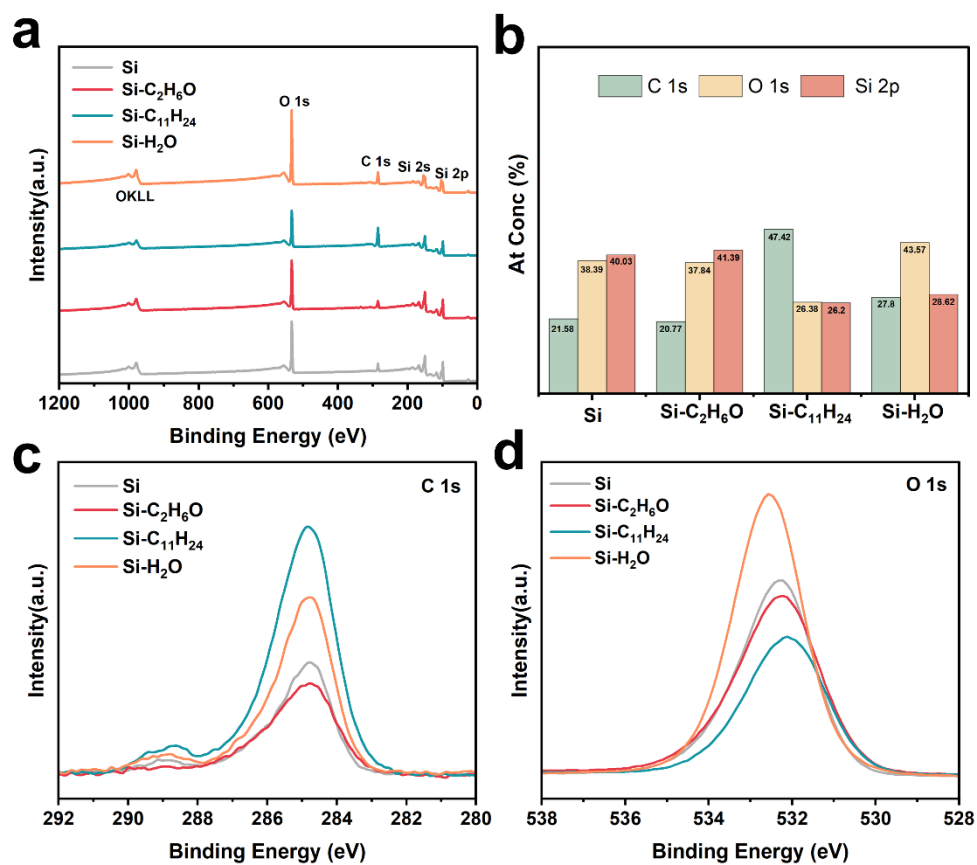 a
Si
Si-C₂H₆O
Si-C₁₁H₂₄
Si-H₂O
O 1s
C 1s
Si 2s
Si 2p
OKLL
Intensity(a.u.)
1200 1000 800 600 400 200 0
Binding Energy (eV)
b
C 1s O 1s Si 2p
At Conc (%)
21.58 38.39 40.03 20.77 37.84 41.39 47.42 26.38 26.2 27.8 43.57 28.62
Si Si-C₂H₆O Si-C₁₁H₂₄ Si-H₂O
c
Si
Si-C₂H₆O
Si-C₁₁H₂₄
Si-H₂O
C 1s
Intensity(a.u.)
292 290 288 286 284 282 280
Binding Energy (eV)
d
Si
Si-C₂H₆O
Si-C₁₁H₂₄
Si-H₂O
O 1s
Intensity(a.u.)
538 536 534 532 530 528
Binding Energy (eV)